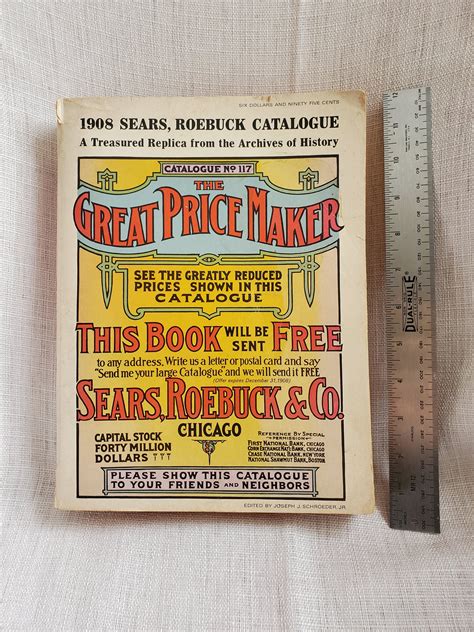 SIX DOLLARS AND NINETY FIVE CENTS
1908 SEARS, ROEBUCK CATALOGUE
A Treasured Replica from the Archives of History
CATALOGUE No 117
THE
GREAT PRICE MAKER
SEE THE GREATLY REDUCED
PRICES SHOWN IN THIS
CATALOGUE
THIS BOOK WILL BE SENT FREE
to any address. Write us a letter or postal card and say
"Send me your large Catalogue" and we will send it FREE
(Offer expires December 31, 1908)
SEARS, ROEBUCK & CO.
CHICAGO
CAPITAL STOCK
FORTY MILLION
DOLLARS
REFERENCE BY SPECIAL
PERMISSION
FIRST NATIONAL BANK, CHICAGO
CORN EXCHANGE NAT'L BANK, CHICAGO
CHASE NATIONAL BANK, NEW YORK
NATIONAL SHAWMUT BANK, BOSTON
PLEASE SHOW THIS CATALOGUE
TO YOUR FRIENDS AND NEIGHBORS
EDITED BY JOSEPH J. SCHROEDER, JR.
DUAL-RULE